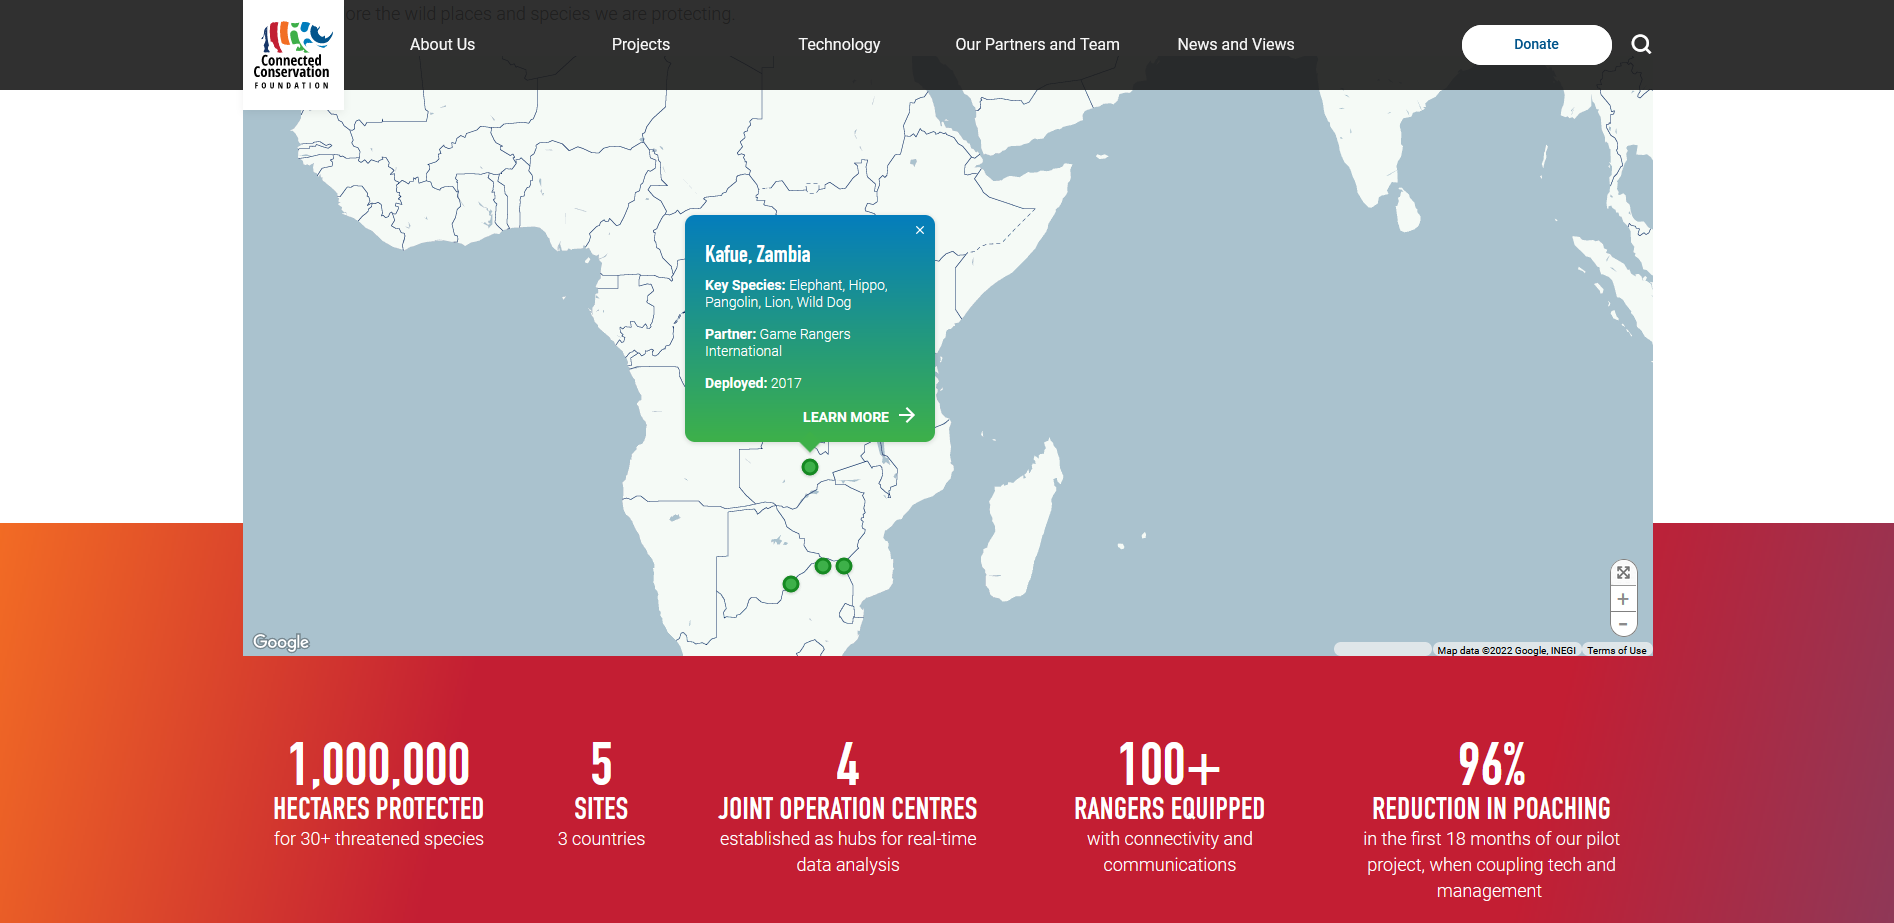 ore the wild places and species we are protecting.
Connected
Conservation
FOUNDATION
About Us
Projects
Technology
Our Partners and Team
News and Views
Donate
Kafue, Zambia
Key Species: Elephant, Hippo,
Pangolin, Lion, Wild Dog
Partner: Game Rangers
International
Deployed: 2017
LEARN MORE
Google
Map data ©2022 Google, INEGI
Terms of Use
1,000,000
HECTARES PROTECTED
for 30+ threatened species
5
SITES
3 countries
4
JOINT OPERATION CENTRES
established as hubs for real-time
data analysis
100+
RANGERS EQUIPPED
with connectivity and
communications
96%
REDUCTION IN POACHING
in the first 18 months of our pilot
project, when coupling tech and
management